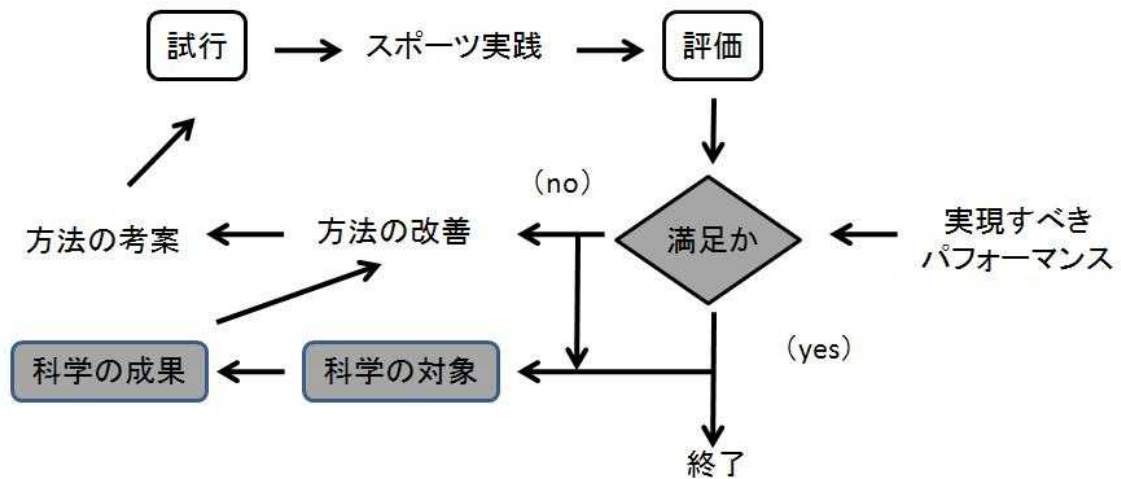 試行
スポーツ実践
評価
（no）
方法の考案
方法の改善
満足か
実現すべき
パフォーマンス
（yes）
科学の成果
科学の対象
終了